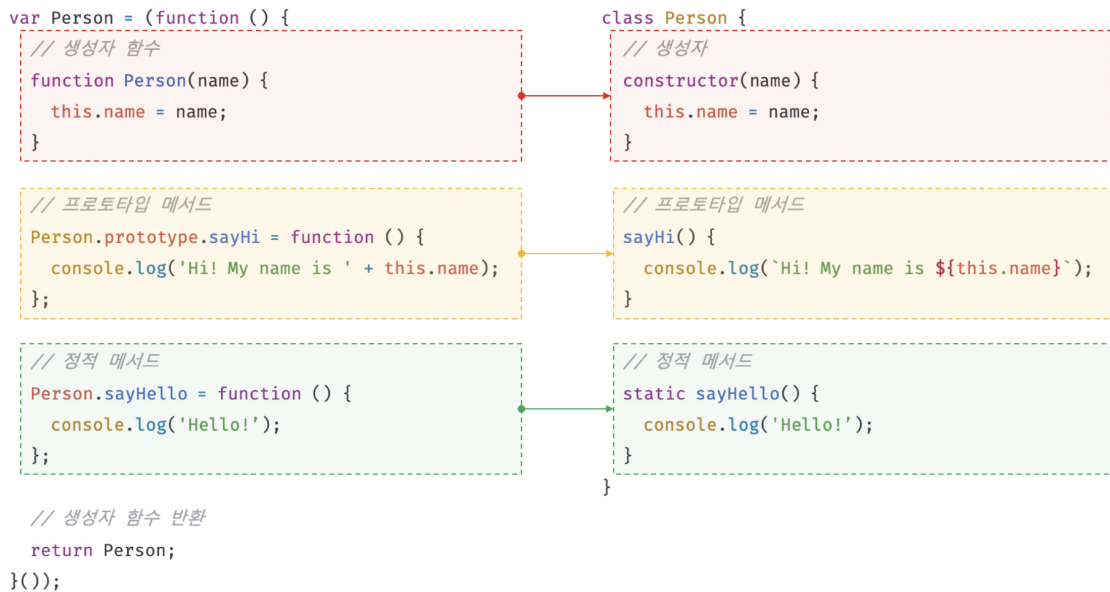 var Person = (function () {
// 생성자 함수
function Person(name) {
this.name = name;
}
// 프로토타입 메서드
Person.prototype.sayHi = function () {
console.log('Hi! My name is ' + this.name);
};
// 정적 메서드
Person.sayHello = function () {
console.log('Hello!’);
};
// 생성자 함수 반환
return Person;
}());
class Person {
// 생성자
constructor(name) {
this.name = name;
}
// 프로토타입 메서드
sayHi() {
console.log(`Hi! My name is ${this.name}`);
}
// 정적 메서드
static sayHello() {
console.log('Hello!’);
}
}